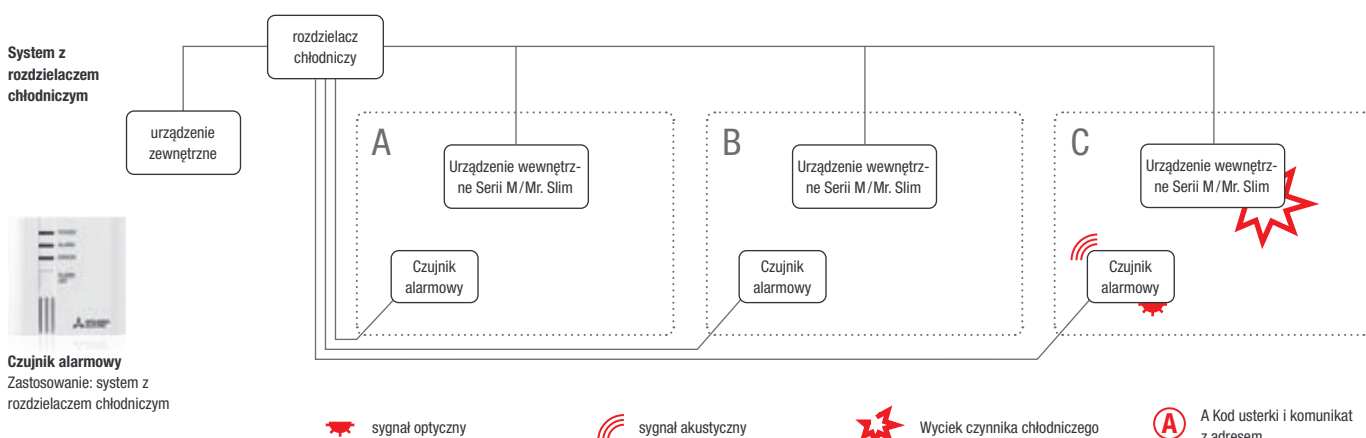 System z
rozdzielaczem
chłodniczym
rozdzielacz
chłodniczy
urządzenie
zewnętrzne
A
Urządzenie wewnętrz-
ne Serii M/Mr. Slim
Czujnik
alarmowy
B
Urządzenie wewnętrz-
ne Serii M/Mr. Slim
Czujnik
alarmowy
C
Urządzenie wewnętrz-
ne Serii M/Mr. Slim
Czujnik
alarmowy
Czujnik alarmowy
Zastosowanie: system z
rozdzielaczem chłodniczym
sygnał optyczny
sygnał akustyczny
Wyciek czynnika chłodniczego
A
A Kod usterki i komunikat
z adresem